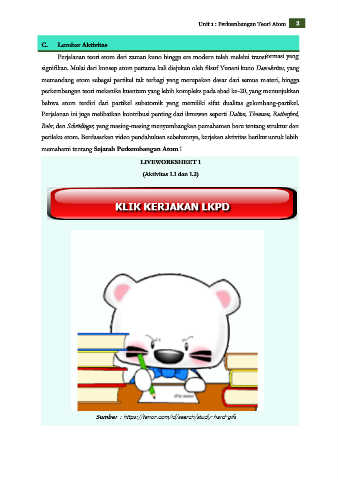 Unit 1 : Perkembangan Teori Atom 3
C. Lembar Aktivitas
Perjalanan teori atom dari zaman kuno hingga era modern telah melalui transformasi yang
signifikan. Mulai dari konsep atom pertama kali diajukan oleh filsuf Yunani kuno Democritus, yang
memandang atom sebagai partikel tak terbagi yang merupakan dasar dari semua materi, hingga
perkembangan teori mekanika kuantum yang lebih kompleks pada abad ke-20, yang menunjukkan
bahwa atom terdiri dari partikel subatomik yang memiliki sifat dualitas gelombang-partikel.
Perjalanan ini juga melibatkan kontribusi penting dari ilmuwan seperti Dalton, Thomson, Rutherford,
Bohr, dan Schrödinger, yang masing-masing menyumbangkan pemahaman baru tentang struktur dan
perilaku atom. Berdasarkan video pendahuluan sebelumnya, kerjakan aktivitas berikut untuk lebih
memahami tentang Sejarah Perkembangan Atom !
LIVEWORKSHEET 1
(Aktivitas 1.1 dan 1.2)
KLIK KERJAKAN LKPD
Sumber : https://tenor.com/id/search/study-hard-gifs